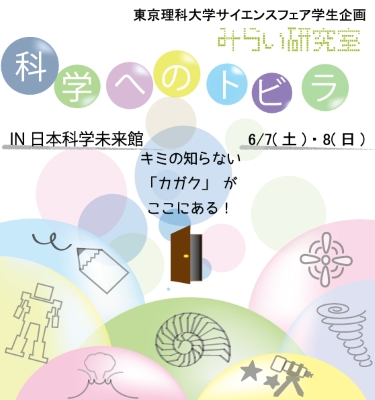 東京理科大学サイエンスフェア学生企画
みらい研究室
科学へのトビラ
IN 日本科学未来館 6/7(土)・8(日)
キミの知らない
「カガク」 が
ここにある!